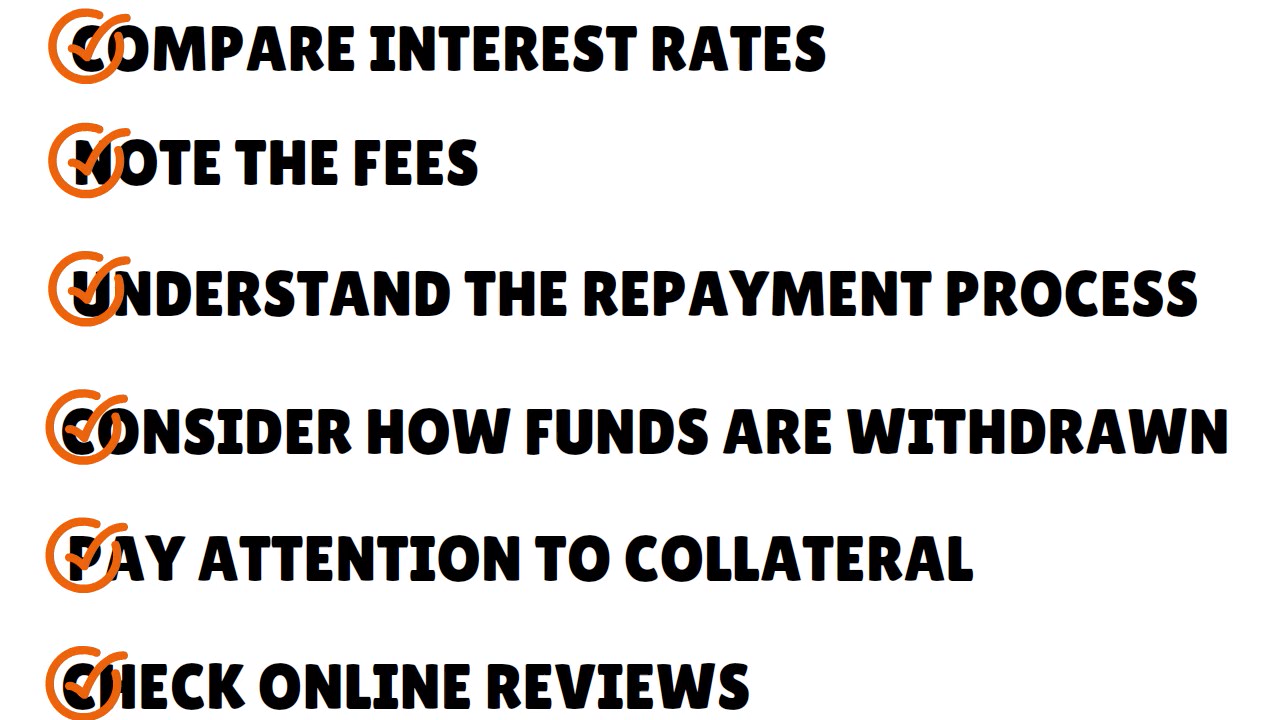 COMPARE INTEREST RATES
NOTE THE FEES
UNDERSTAND THE REPAYMENT PROCESS
CONSIDER HOW FUNDS ARE WITHDRAWN
PAY ATTENTION TO COLLATERAL
CHECK ONLINE REVIEWS